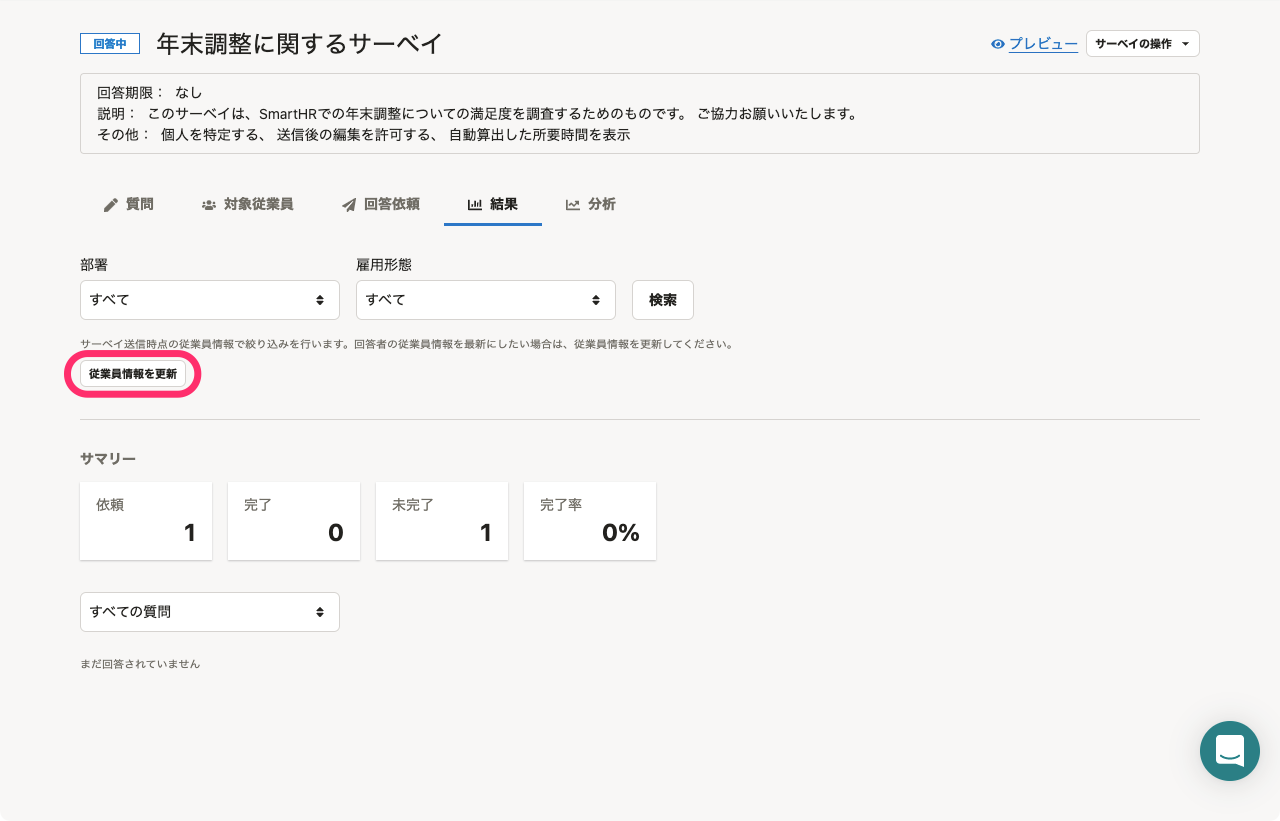 回答中 年末調整に関するサーベイ プレビュー サーベイの操作
回答期限： なし
説明： このサーベイは、SmartHRでの年末調整についての満足度を調査するためのものです。 ご協力お願いいたします。
その他： 個人を特定する、 送信後の編集を許可する、 自動算出した所要時間を表示
質問 対象従業員 回答依頼 結果 分析
部署 雇用形態
すべて すべて 検索
サーベイ送信時点の従業員情報で絞り込みを行います。回答者の従業員情報を最新にしたい場合は、従業員情報を更新してください。
従業員情報を更新
サマリー
依頼 完了 未完了 完了率
1 0 1 0%
すべての質問
まだ回答されていません